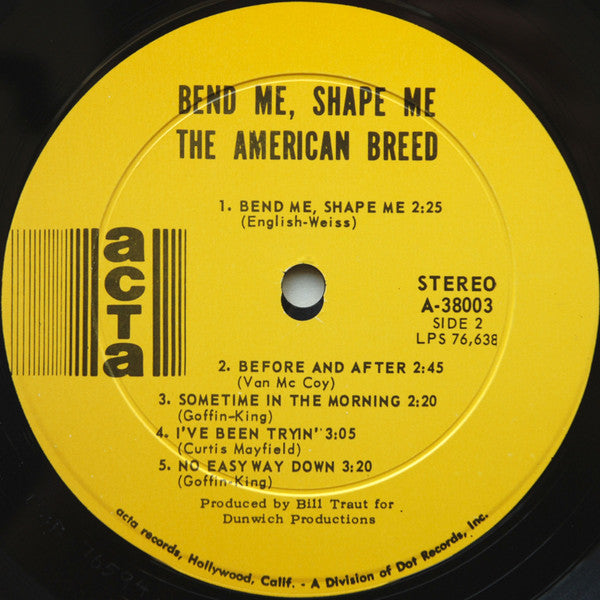 BEND ME, SHAPE ME
THE AMERICAN BREED
1. BEND ME, SHAPE ME 2:25
(English-Weiss)
acta
STEREO
A-38003
SIDE 2
LPS 76,638
2. BEFORE AND AFTER 2:45
(Van Mc Coy)
3. SOMETIME IN THE MORNING 2:20
(Goffin-King)
4. I'VE BEEN TRYIN' 3:05
(Curtis Mayfield)
5. NO EASY WAY DOWN 3:20
(Goffin-King)
Produced by Bill Traut for
Dunwich Productions
acta records, Hollywood, Calif. - A Division of Dot Records, Inc.